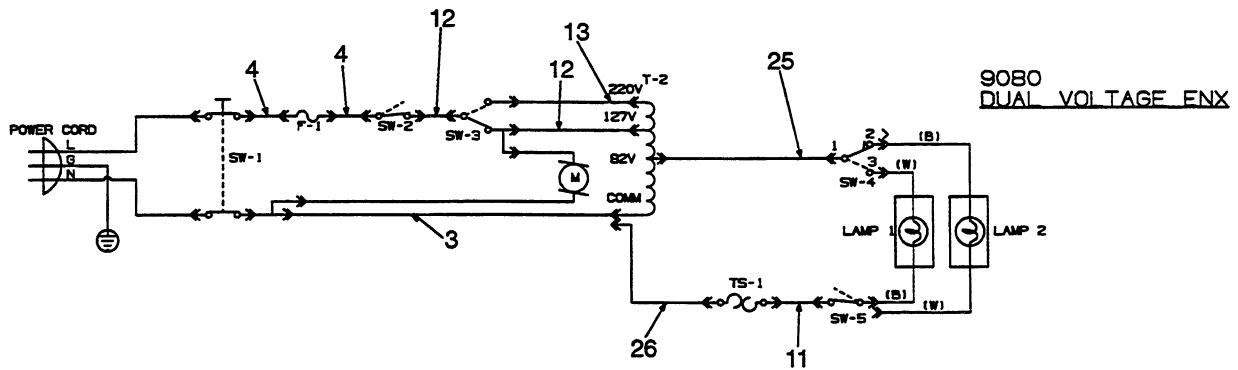 12
13
4
4
12
25
T-2
220V
127V
9080
DUAL VOLTAGE ENX
POWER CORD
L
G
N
F-1
SW-2
SW-3
SW-1
82V
M
COMM
1
2
3
(B)
(W)
SW-4
LAMP 1
LAMP 2
3
TS-1
(B)
(W)
SW-5
26
11